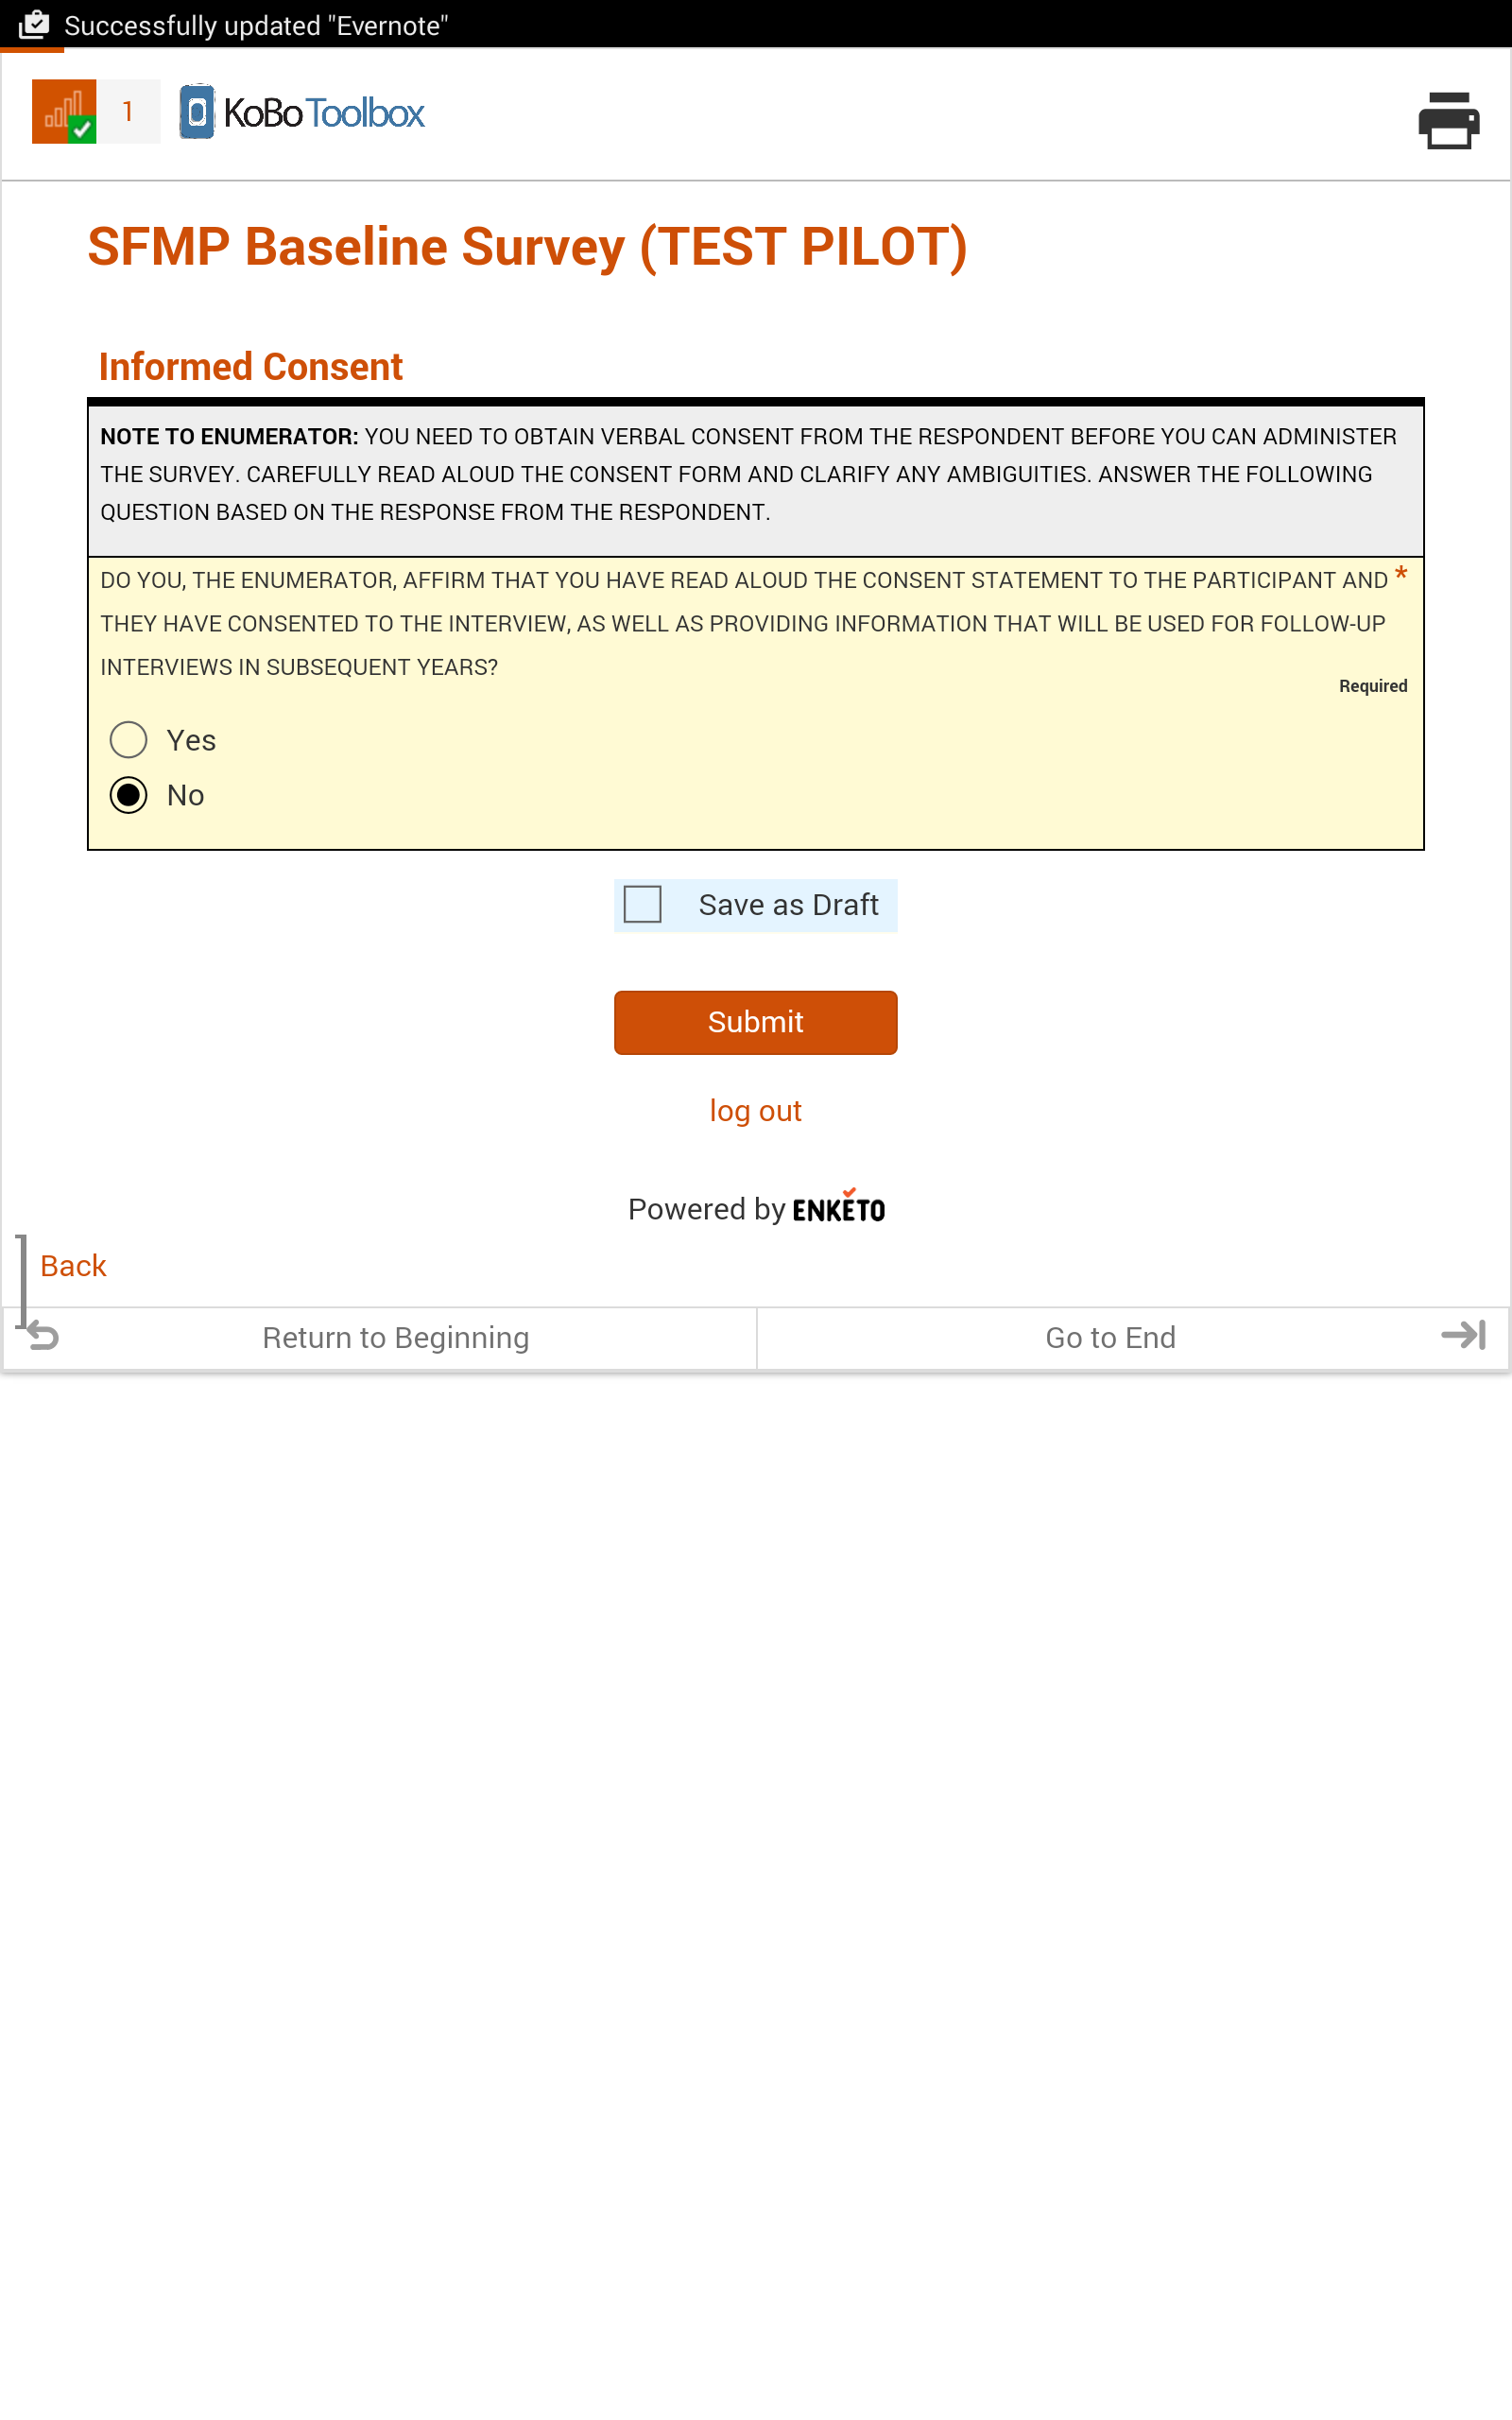 Successfully updated "Evernote"
1
KoBoToolbox
SFMP Baseline Survey (TEST PILOT)
Informed Consent
NOTE TO ENUMERATOR: YOU NEED TO OBTAIN VERBAL CONSENT FROM THE RESPONDENT BEFORE YOU CAN ADMINISTER
THE SURVEY. CAREFULLY READ ALOUD THE CONSENT FORM AND CLARIFY ANY AMBIGUITIES. ANSWER THE FOLLOWING
QUESTION BASED ON THE RESPONSE FROM THE RESPONDENT.
DO YOU, THE ENUMERATOR, AFFIRM THAT YOU HAVE READ ALOUD THE CONSENT STATEMENT TO THE PARTICIPANT AND *
THEY HAVE CONSENTED TO THE INTERVIEW, AS WELL AS PROVIDING INFORMATION THAT WILL BE USED FOR FOLLOW-UP
INTERVIEWS IN SUBSEQUENT YEARS?
Required
Yes
No
Save as Draft
Submit
log out
Powered by ENKETO
Back
Return to Beginning
Go to End